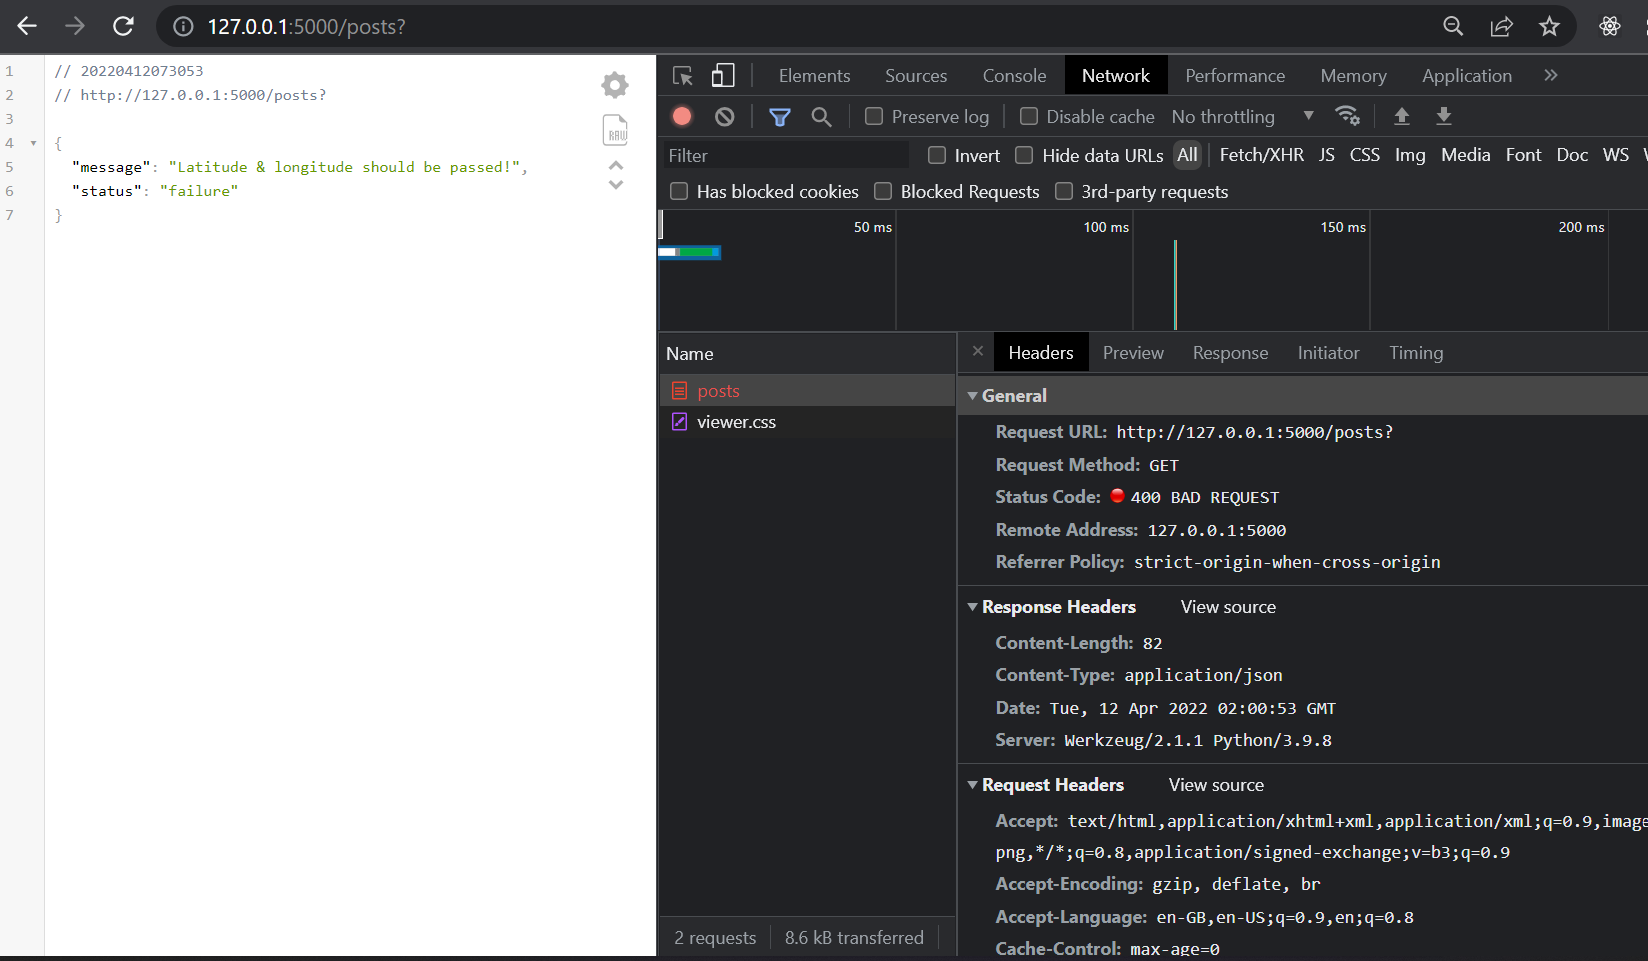 127.0.0.1:5000/posts?
1 // 20220412073053
2 // http://127.0.0.1:5000/posts?
3
4 {
5 "message": "Latitude & longitude should be passed!",
6 "status": "failure"
7 }
RAW
Elements Sources Console Network Performance Memory Application »
Preserve log Disable cache No throttling
Filter Invert Hide data URLs All Fetch/XHR JS CSS Img Media Font Doc WS
Has blocked cookies Blocked Requests 3rd-party requests
50 ms 100 ms 150 ms 200 ms
Name
posts
viewer.css
2 requests 8.6 kB transferred
× Headers Preview Response Initiator Timing
General
Request URL: http://127.0.0.1:5000/posts?
Request Method: GET
Status Code: 400 BAD REQUEST
Remote Address: 127.0.0.1:5000
Referrer Policy: strict-origin-when-cross-origin
Response Headers View source
Content-Length: 82
Content-Type: application/json
Date: Tue, 12 Apr 2022 02:00:53 GMT
Server: Werkzeug/2.1.1 Python/3.9.8
Request Headers View source
Accept: text/html,application/xhtml+xml,application/xml;q=0.9,image
png,*/*;q=0.8,application/signed-exchange;v=b3;q=0.9
Accept-Encoding: gzip, deflate, br
Accept-Language: en-GB,en-US;q=0.9,en;q=0.8
Cache-Control: max-age=0